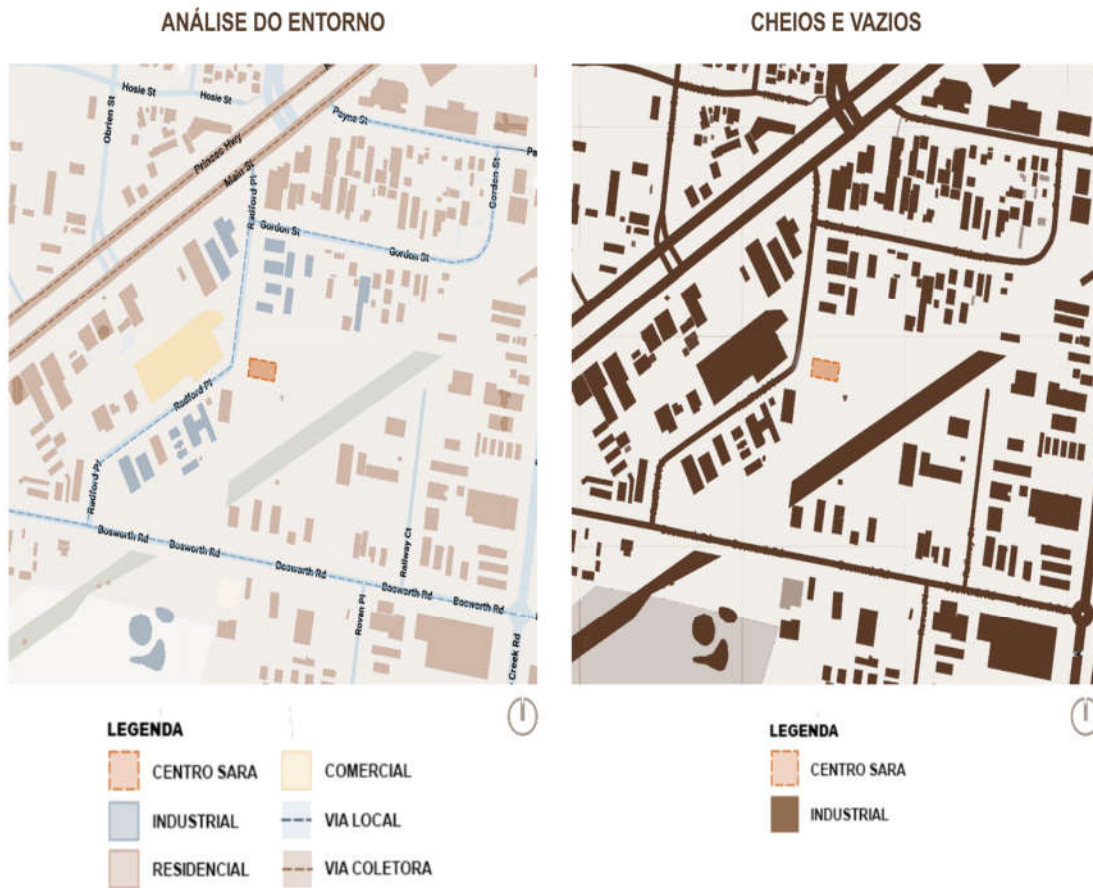 ANÁLISE DO ENTORNO
CHEIOS E VAZIOS
Hosie St
Hosie St
Obrien St
Princes Hwy
Main St
Payne St
Pa
Radford Pl
Gordon St
Gordon St
Gordon St
Radford Pl
Radford Pl
Bosworth Rd
Bosworth Rd
Bosworth Rd
Bosworth Rd
Bosworth Rd
Railway Ct
Rovan Pl
Creek Rd
LEGENDA
CENTRO SARA
COMERCIAL
INDUSTRIAL
VIA LOCAL
RESIDENCIAL
VIA COLETORA
LEGENDA
CENTRO SARA
INDUSTRIAL